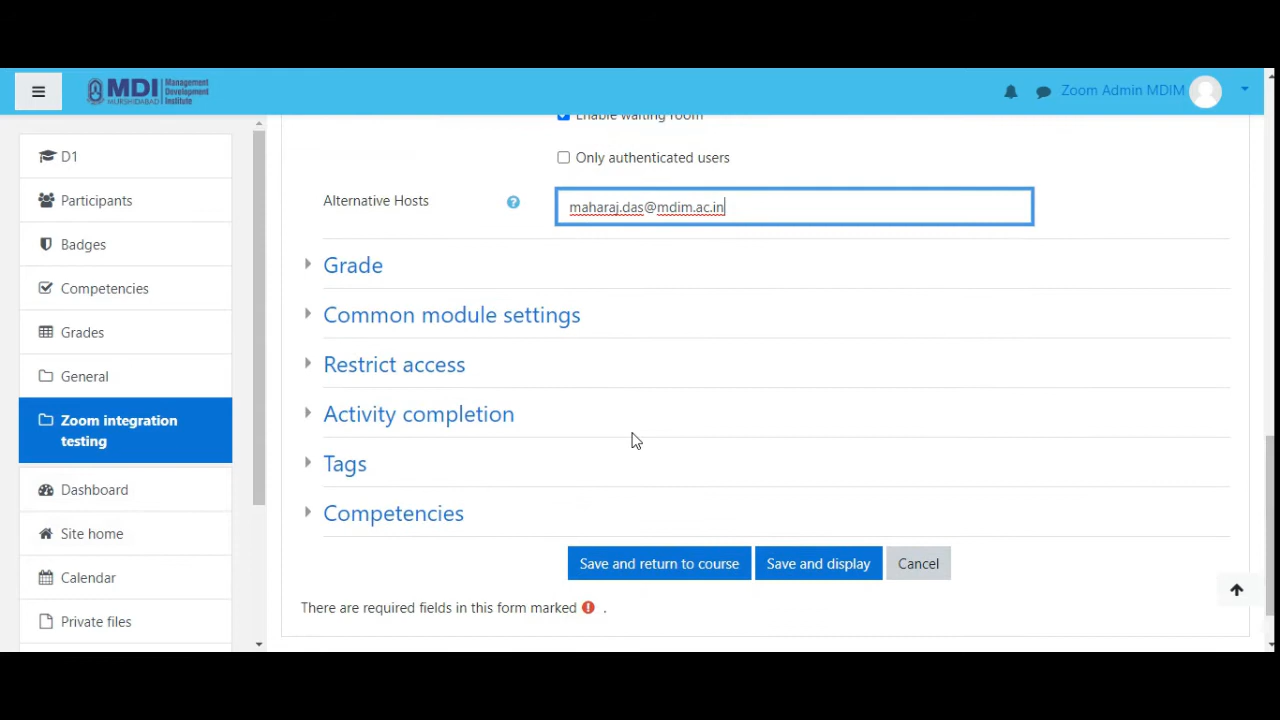 MDI
MURSHIDABAD
Management
Development
Institute
Zoom Admin MDIM
D1
Participants
Badges
Competencies
Grades
General
Zoom integration
testing
Dashboard
Site home
Calendar
Private files
Enable waiting room
Only authenticated users
Alternative Hosts
maharaj.das@mdim.ac.in
Grade
Common module settings
Restrict access
Activity completion
Tags
Competencies
Save and return to course
Save and display
Cancel
There are required fields in this form marked .